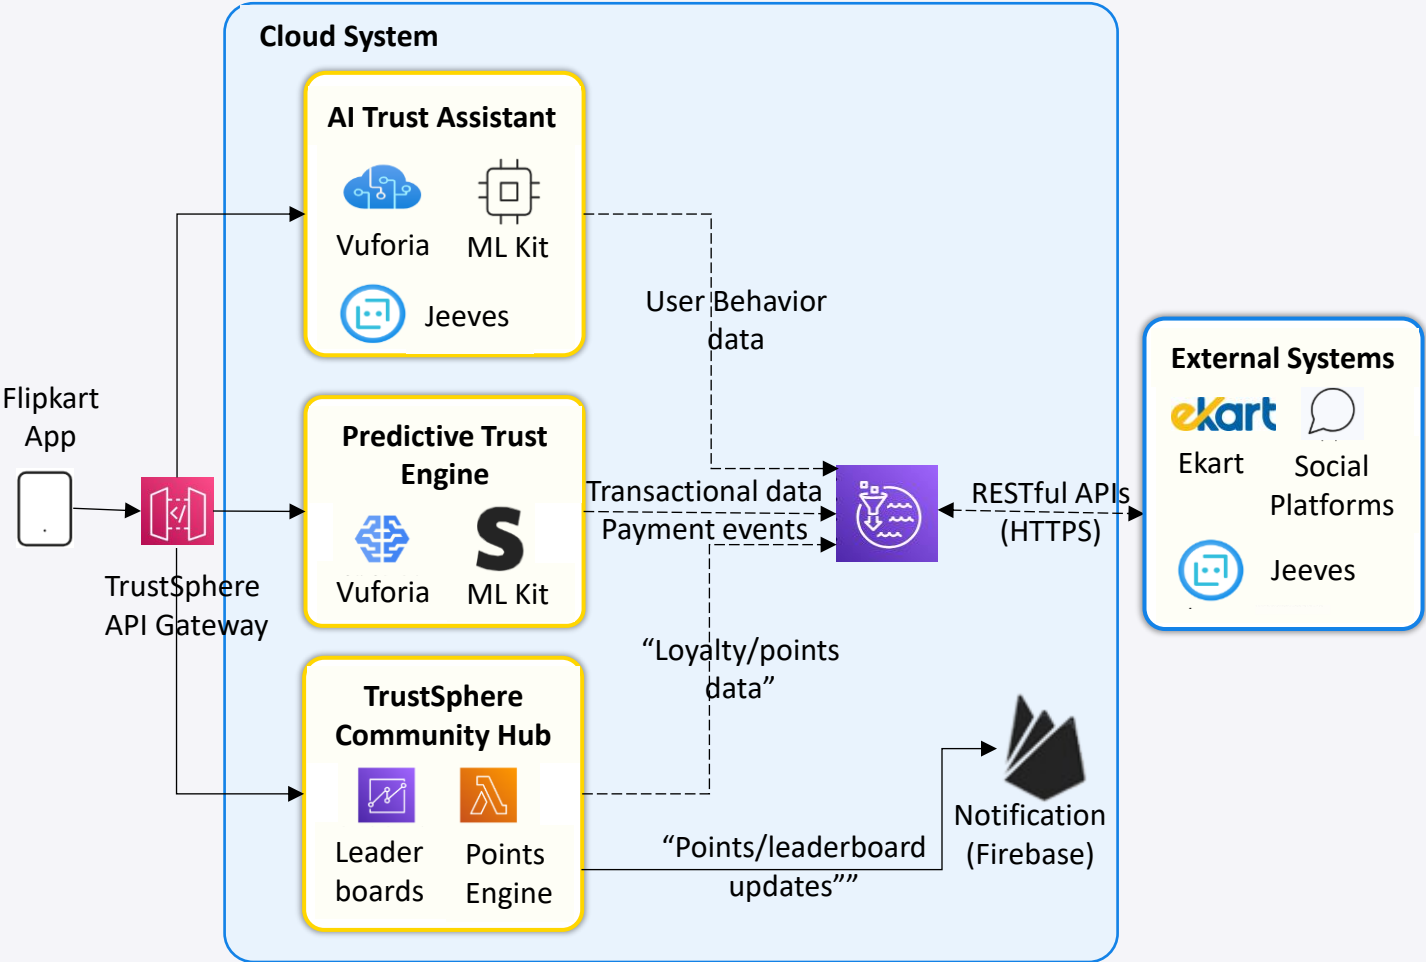 Cloud System
AI Trust Assistant
Vuforia
ML Kit
Jeeves
User Behavior
data
Flipkart
App
TrustSphere
API Gateway
Predictive Trust
Engine
Vuforia
ML Kit
Transactional data
Payment events
RESTful APIs
(HTTPS)
External Systems
ekart
Ekart
Social
Platforms
Jeeves
“Loyalty/points
data”
TrustSphere
Community Hub
Leader
boards
Points
Engine
“Points/leaderboard
updates””
Notification
(Firebase)